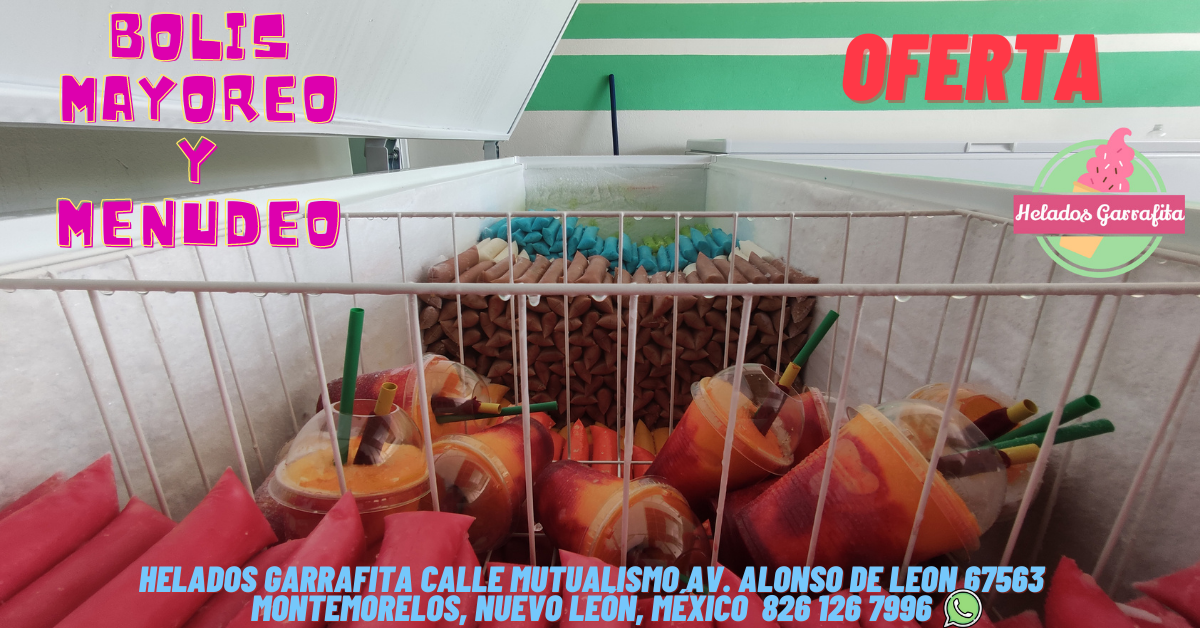 BOLIS
MAYOREO
Y
MENUDEO
OFERTA
Helados Garrafita
HELADOS GARRAFITA CALLE MUTUALISMO AV. ALONSO DE LEON 67563
MONTEMORELOS, NUEVO LEÓN, MÉXICO 826 126 7996